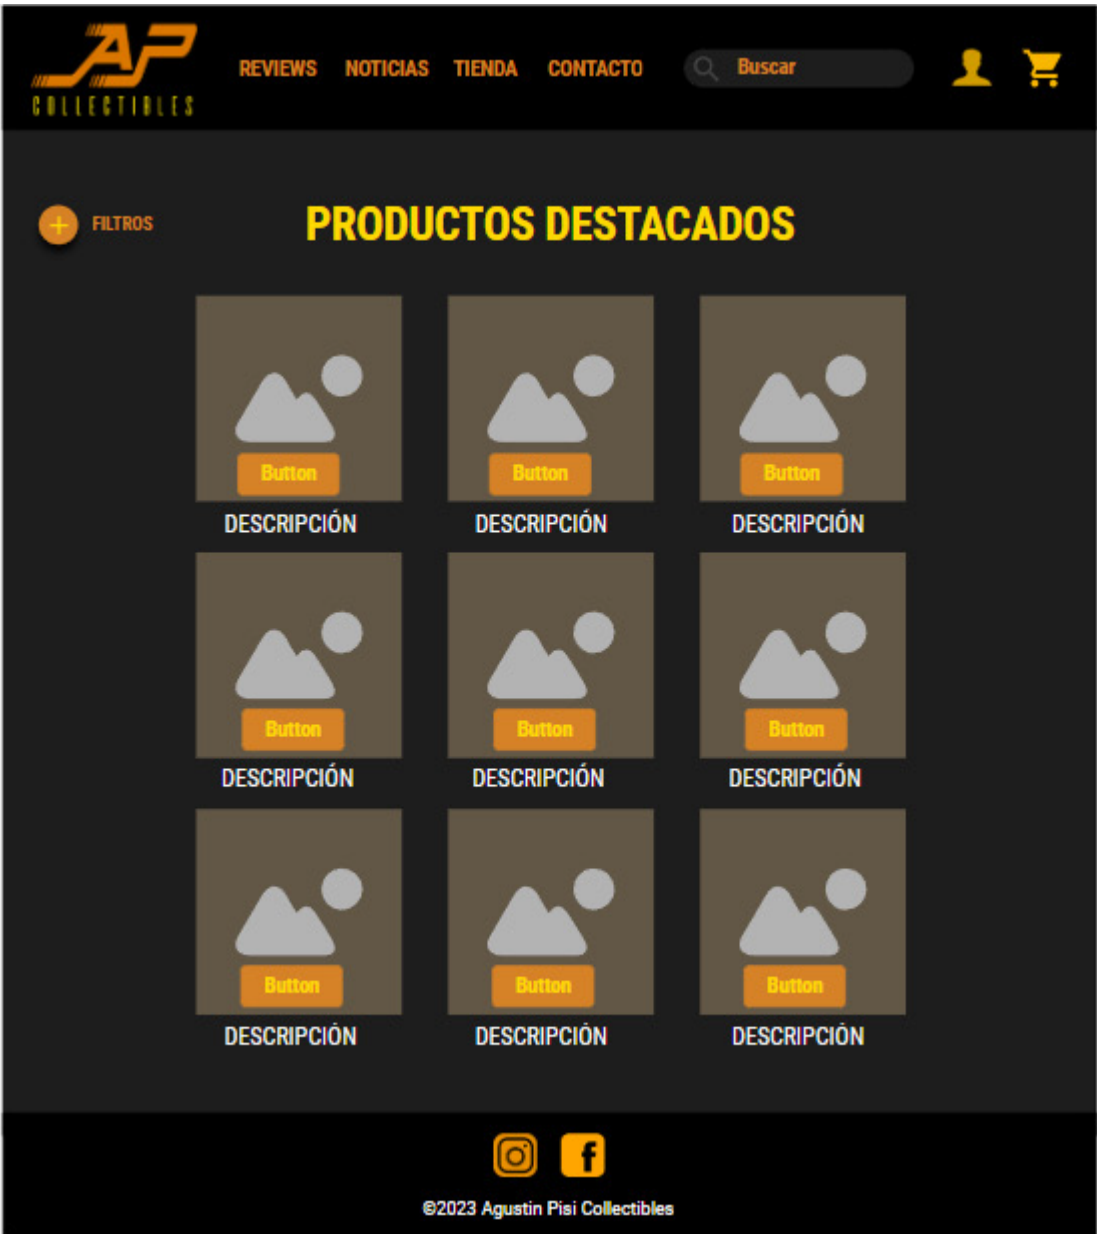 AP
COLLECTIBLES
REVIEWS NOTICIAS TIENDA CONTACTO Buscar
FILTROS
PRODUCTOS DESTACADOS
Button Button Button
DESCRIPCIÓN DESCRIPCIÓN DESCRIPCIÓN
Button Button Button
DESCRIPCIÓN DESCRIPCIÓN DESCRIPCIÓN
Button Button Button
DESCRIPCIÓN DESCRIPCIÓN DESCRIPCIÓN
©2023 Agustin Pisi Collectibles